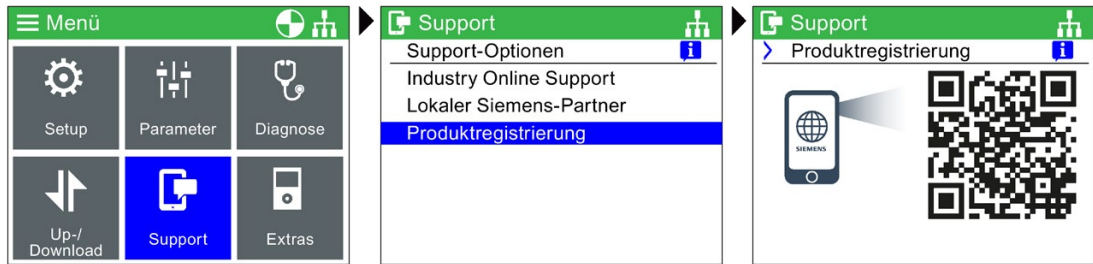 Menü
Setup
Parameter
Diagnose
Up-/
Download
Support
Extras
Support
Support-Optionen
i
Industry Online Support
Lokaler Siemens-Partner
Produktregistrierung
Support
> Produktregistrierung
i
SIEMENS